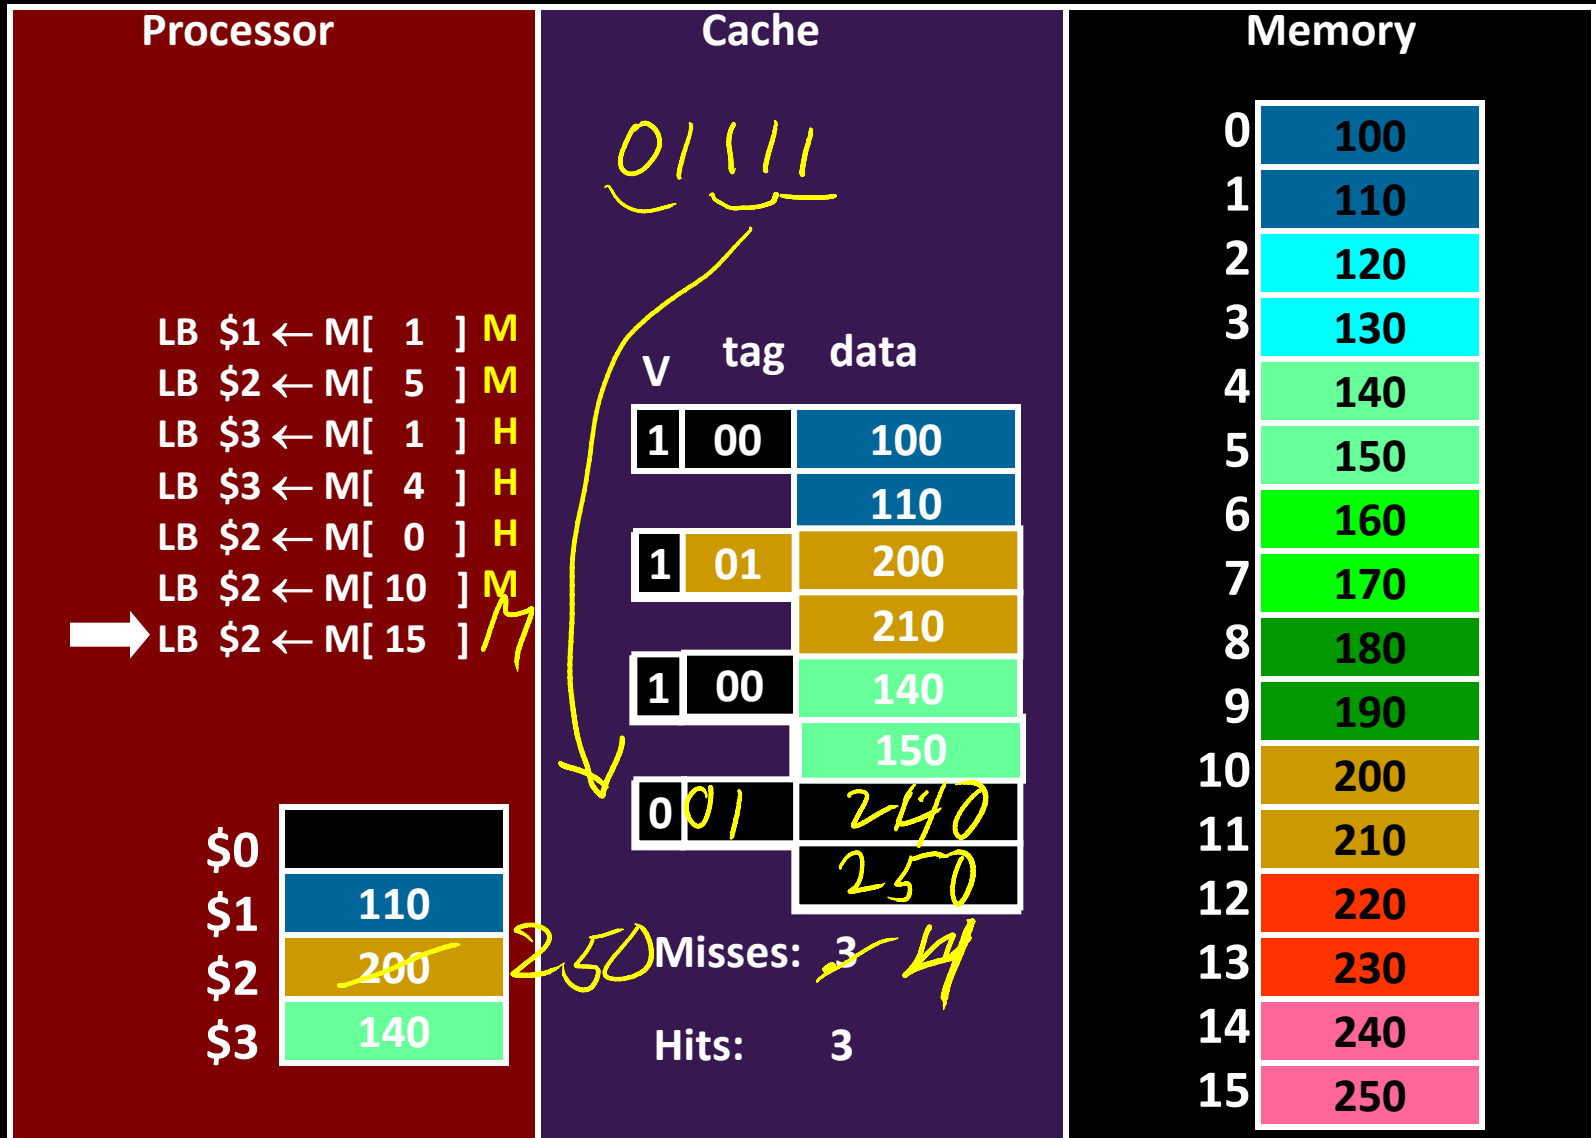 Processor
LB $1 ← M[ 1 ] M
LB $2 ← M[ 5 ] M
LB $3 ← M[ 1 ] H
LB $3 ← M[ 4 ] H
LB $2 ← M[ 0 ] H
LB $2 ← M[ 10 ] M
LB $2 ← M[ 15 ] M
$0
$1 110
$2 200 250
$3 140
Cache
01111
V tag data
1 00 100
110
1 01 200
210
1 00 140
150
0 01 240
250
Misses: 3 4
Hits: 3
Memory
0 100
1 110
2 120
3 130
4 140
5 150
6 160
7 170
8 180
9 190
10 200
11 210
12 220
13 230
14 240
15 250